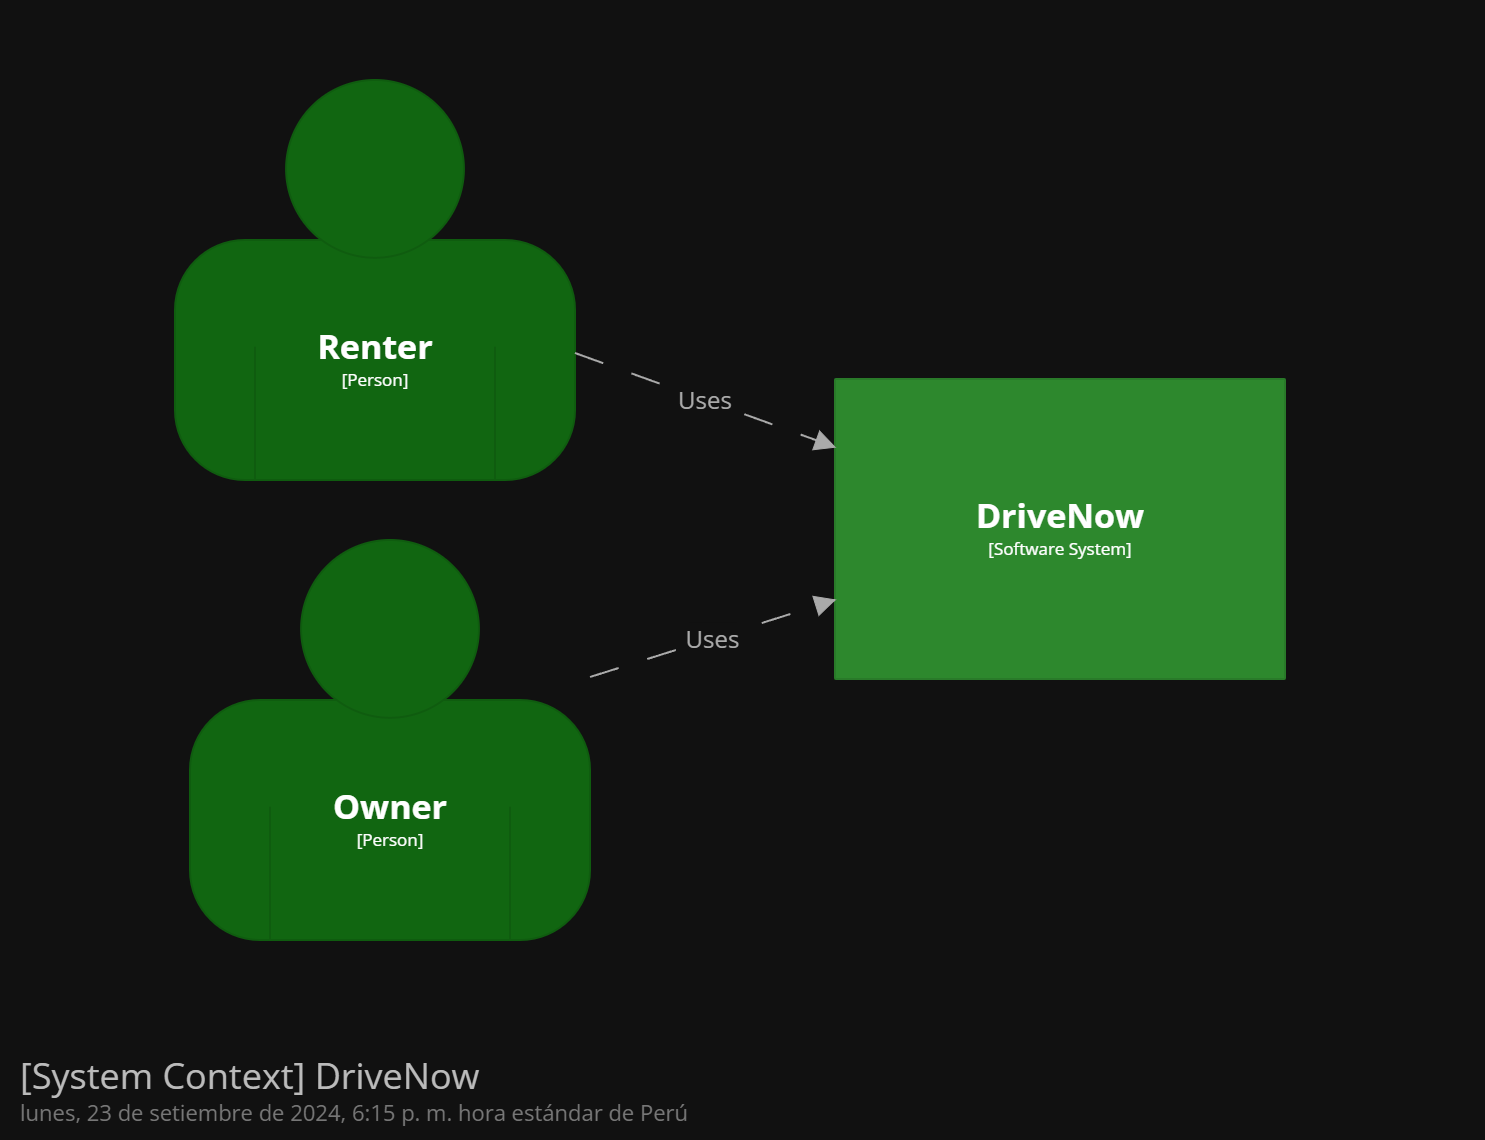 Renter
[Person]
Uses
DriveNow
[Software System]
Uses
Owner
[Person]
[System Context] DriveNow
lunes, 23 de setiembre de 2024, 6:15 p. m. hora estándar de Perú